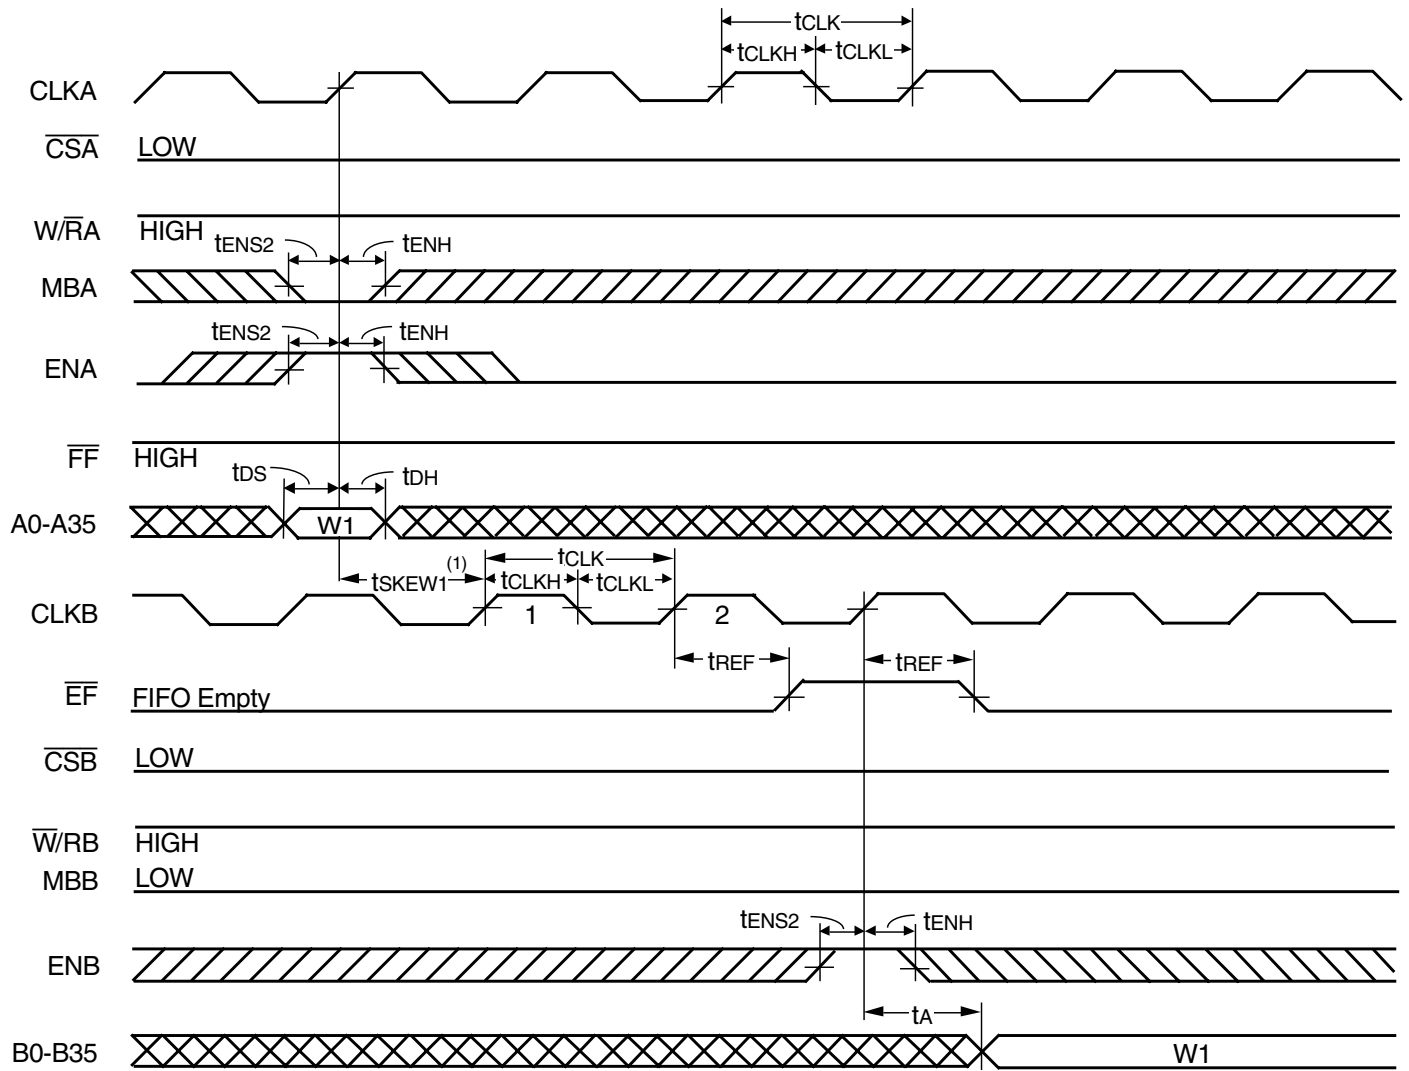 tCLK
tCLKH tCLKL
CLKA
CSA LOW
W/RA HIGH
tENS2 tENH
MBA
tENS2 tENH
ENA
FF HIGH
tDS tDH
A0-A35 W1
tSKEW1(1) tCLK
tCLKH tCLKL
CLKB 1 2
tREF tREF
EF FIFO Empty
CSB LOW
W/RB HIGH
MBB LOW
tENS2 tENH
ENB
tA
B0-B35 W1